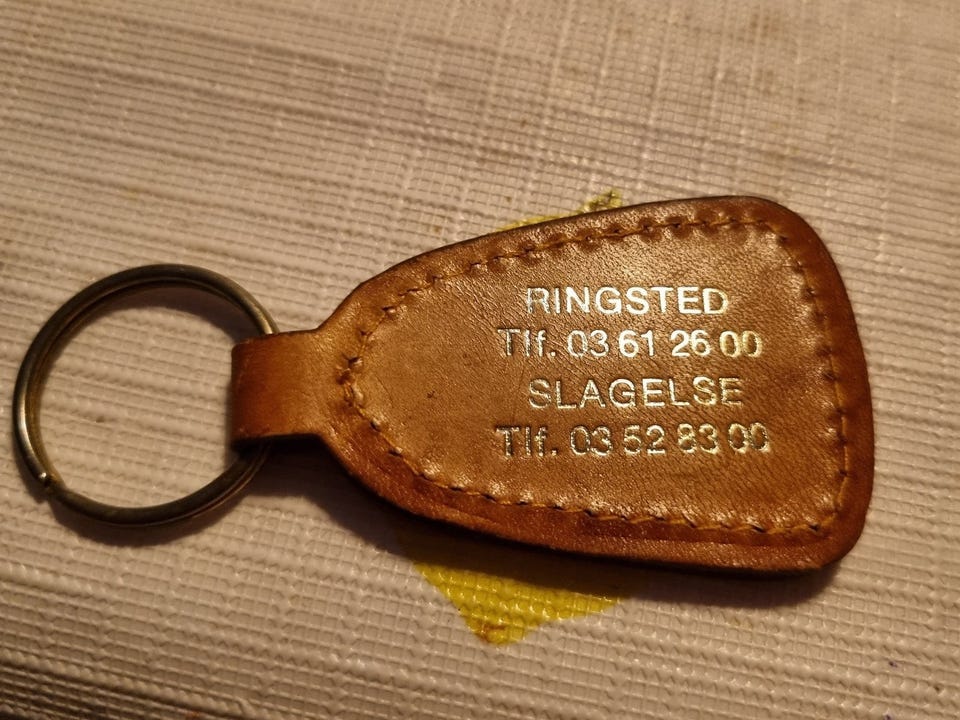 RINGSTED
Tlf. 03 61 26 00
SLAGELSE
Tlf. 03 52 83 00